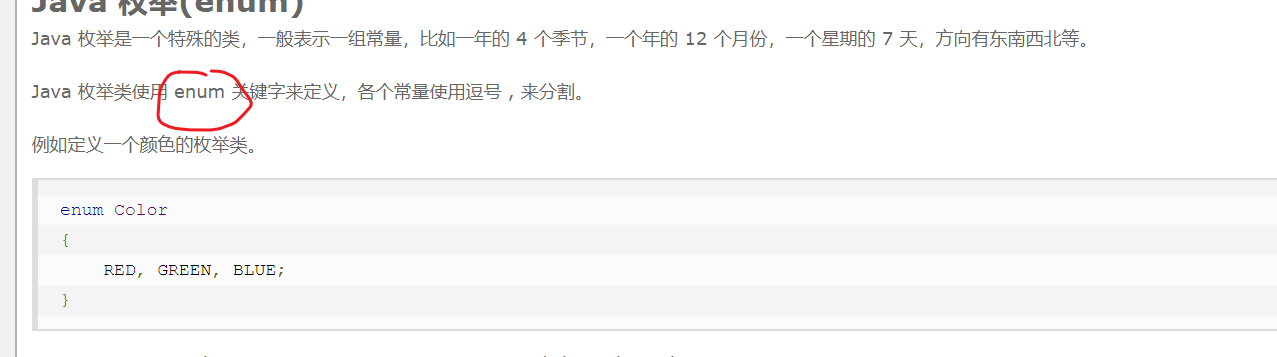 Java 枚举(enum)
Java 枚举是一个特殊的类，一般表示一组常量，比如一年的 4 个季节，一个年的 12 个月份，一个星期的 7 天，方向有东南西北等。
Java 枚举类使用 enum 关键字来定义，各个常量使用逗号 , 来分割。
例如定义一个颜色的枚举类。
enum Color
{
RED, GREEN, BLUE;
}